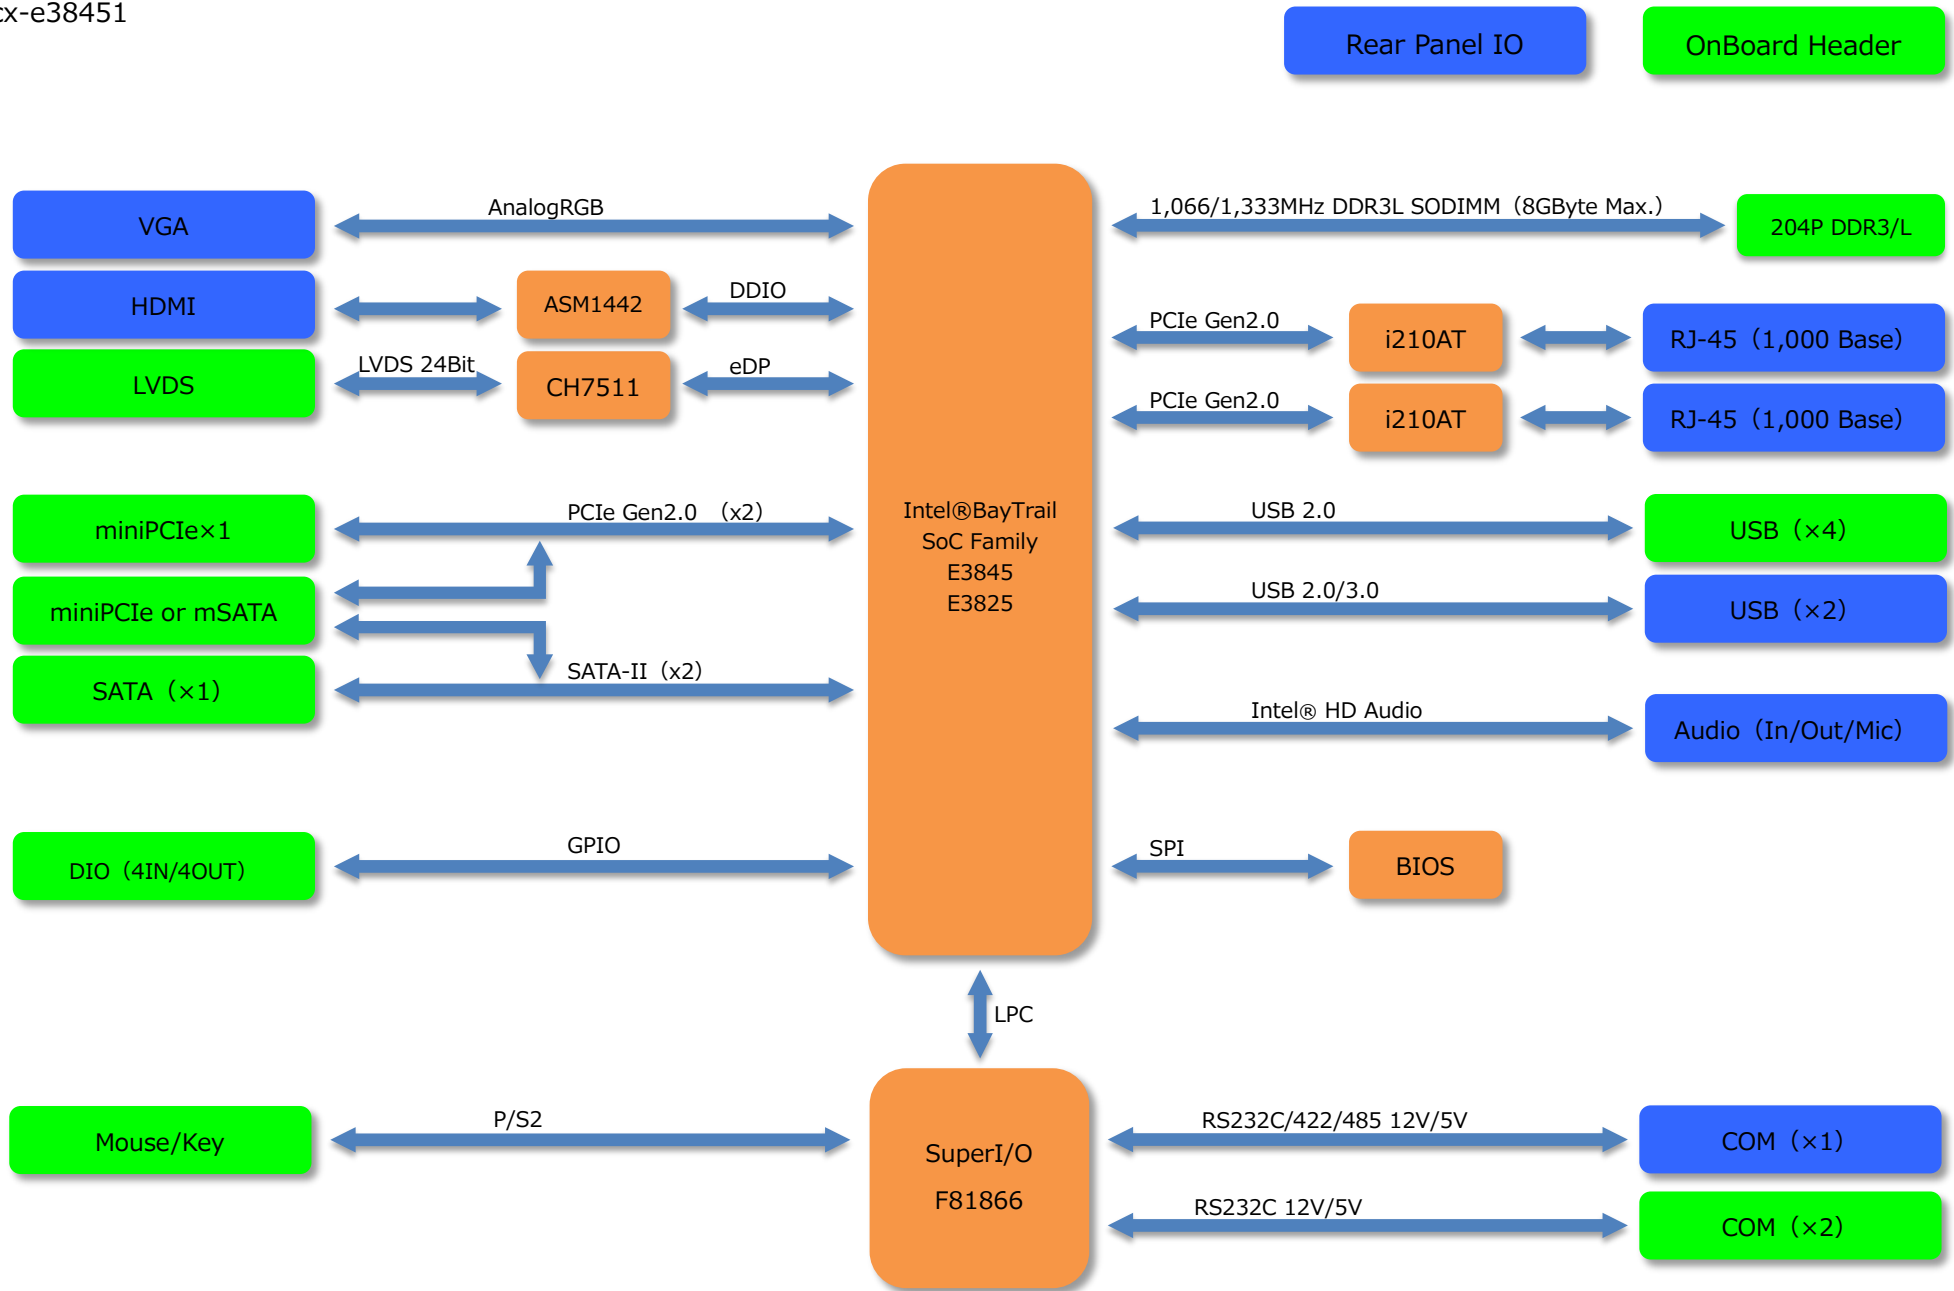 cx-e38451
Rear Panel IO
OnBoard Header
VGA
AnalogRGB
1,066/1,333MHz DDR3L SODIMM（8GByte Max.）
204P DDR3/L
HDMI
ASM1442
DDIO
PCIe Gen2.0
i210AT
RJ-45（1,000 Base）
LVDS
LVDS 24Bit
CH7511
eDP
PCIe Gen2.0
i210AT
RJ-45（1,000 Base）
miniPCIe×1
PCIe Gen2.0 （x2）
Intel®BayTrail
SoC Family
E3845
E3825
USB 2.0
USB（×4）
miniPCIe or mSATA
USB 2.0/3.0
USB（×2）
SATA（×1）
SATA-II（x2）
Intel® HD Audio
Audio（In/Out/Mic）
DIO（4IN/4OUT）
GPIO
SPI
BIOS
LPC
Mouse/Key
P/S2
SuperI/O
F81866
RS232C/422/485 12V/5V
COM（×1）
RS232C 12V/5V
COM（×2）